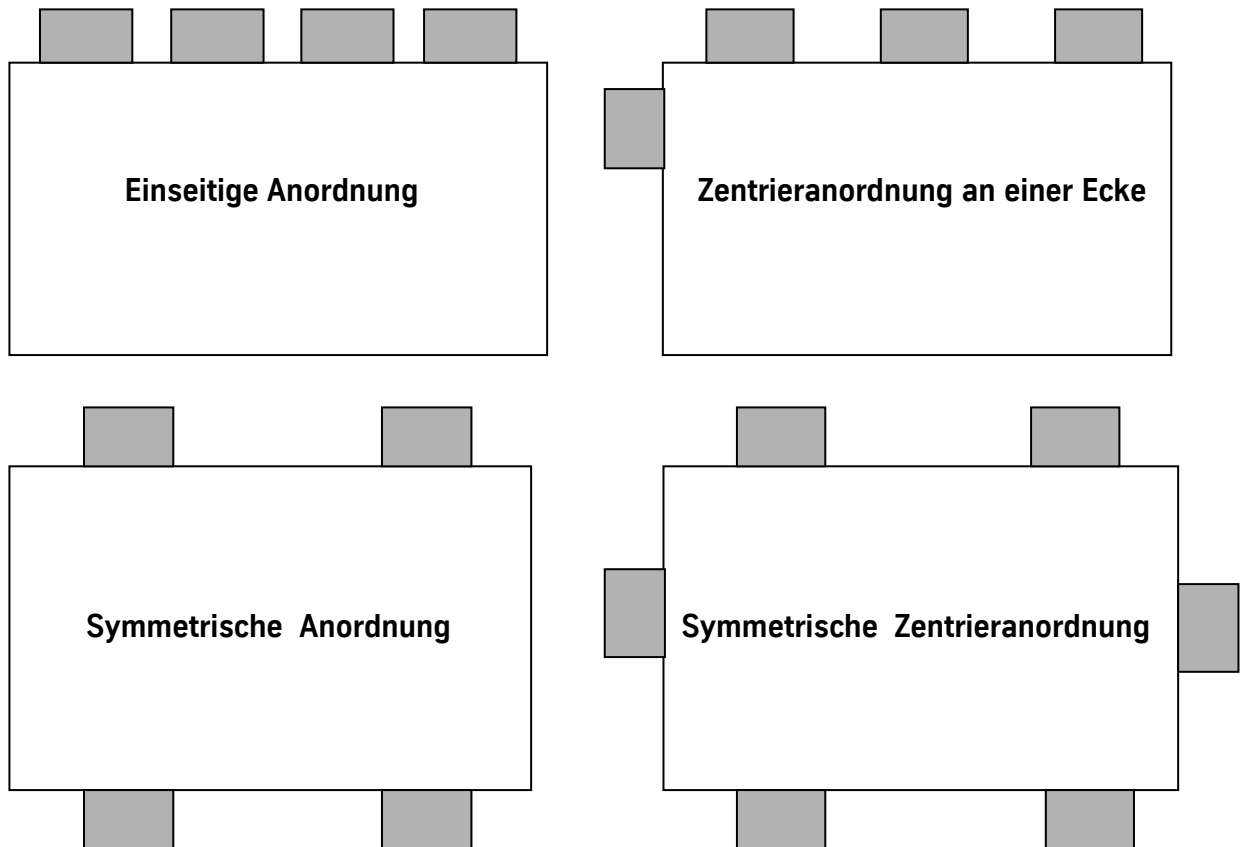 Einseitige Anordnung
Zentrieranordnung an einer Ecke
Symmetrische Anordnung
Symmetrische Zentrieranordnung